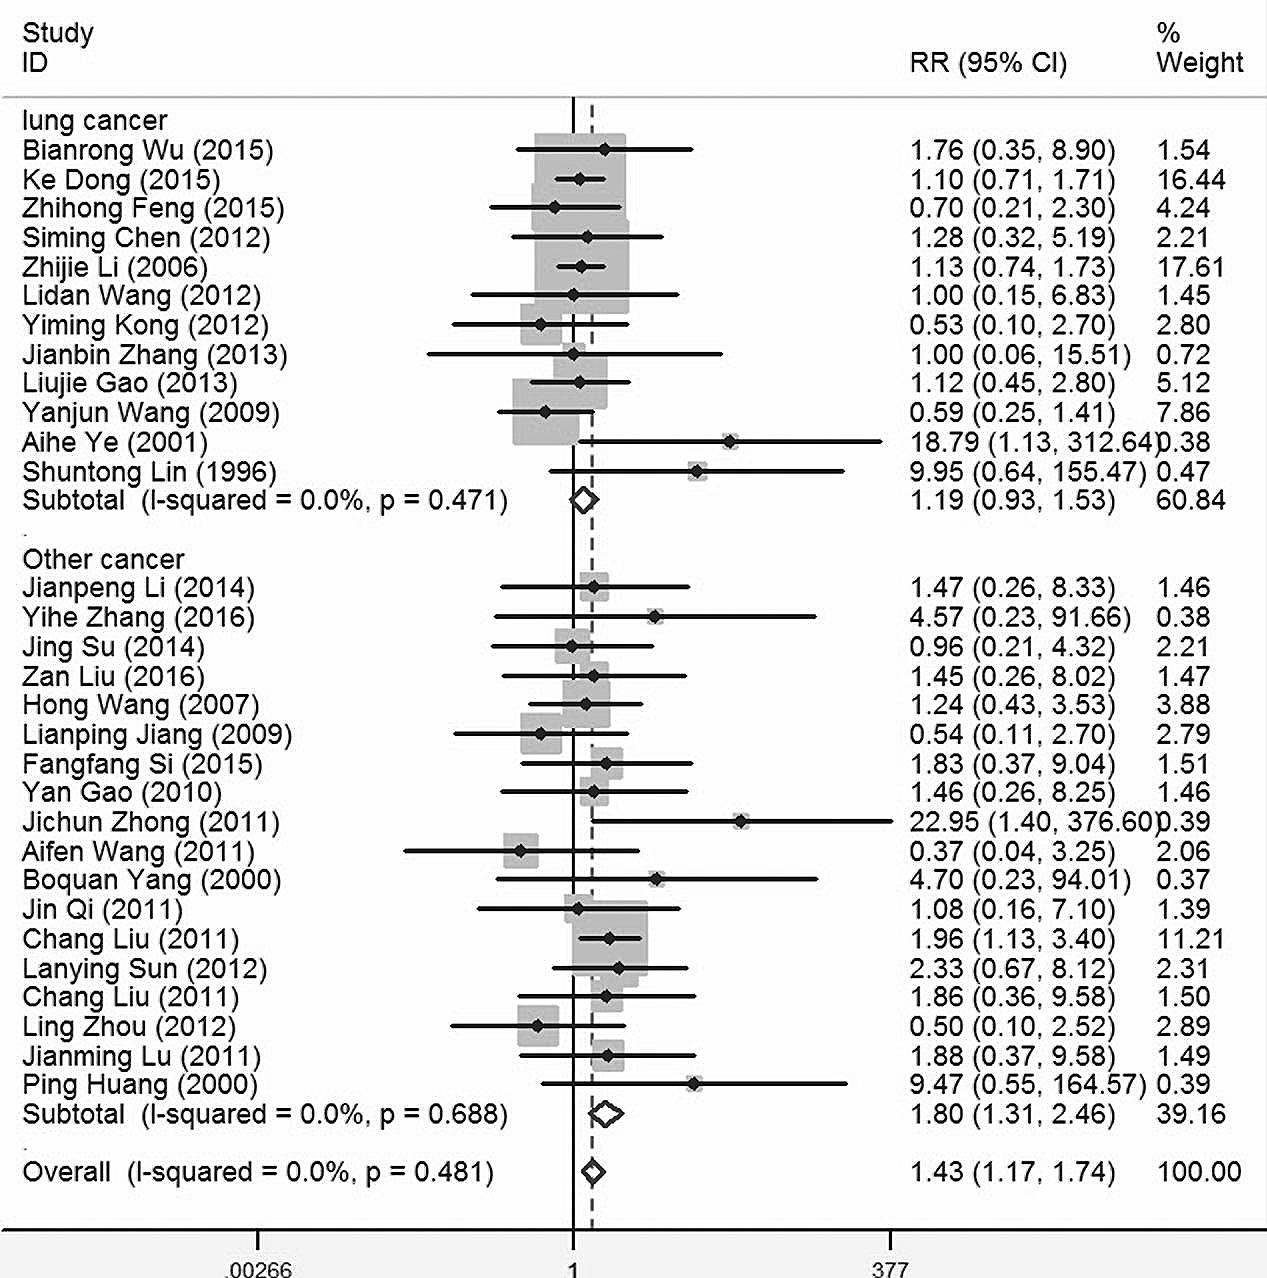 Study %
ID RR (95% CI) Weight
lung cancer
Bianrong Wu (2015) 1.76 (0.35, 8.90) 1.54
Ke Dong (2015) 1.10 (0.71, 1.71) 16.44
Zhihong Feng (2015) 0.70 (0.21, 2.30) 4.24
Siming Chen (2012) 1.28 (0.32, 5.19) 2.21
Zhijie Li (2006) 1.13 (0.74, 1.73) 17.61
Lidan Wang (2012) 1.00 (0.15, 6.83) 1.45
Yiming Kong (2012) 0.53 (0.10, 2.70) 2.80
Jianbin Zhang (2013) 1.00 (0.06, 15.51) 0.72
Liujie Gao (2013) 1.12 (0.45, 2.80) 5.12
Yanjun Wang (2009) 0.59 (0.25, 1.41) 7.86
Aihe Ye (2001) 18.79 (1.13, 312.64) 0.38
Shuntong Lin (1996) 9.95 (0.64, 155.47) 0.47
Subtotal (I-squared = 0.0%, p = 0.471) 1.19 (0.93, 1.53) 60.84
.
Other cancer
Jianpeng Li (2014) 1.47 (0.26, 8.33) 1.46
Yihe Zhang (2016) 4.57 (0.23, 91.66) 0.38
Jing Su (2014) 0.96 (0.21, 4.32) 2.21
Zan Liu (2016) 1.45 (0.26, 8.02) 1.47
Hong Wang (2007) 1.24 (0.43, 3.53) 3.88
Lianping Jiang (2009) 0.54 (0.11, 2.70) 2.79
Fangfang Si (2015) 1.83 (0.37, 9.04) 1.51
Yan Gao (2010) 1.46 (0.26, 8.25) 1.46
Jichun Zhong (2011) 22.95 (1.40, 376.60) 0.39
Aifen Wang (2011) 0.37 (0.04, 3.25) 2.06
Boquan Yang (2000) 4.70 (0.23, 94.01) 0.37
Jin Qi (2011) 1.08 (0.16, 7.10) 1.39
Chang Liu (2011) 1.96 (1.13, 3.40) 11.21
Lanying Sun (2012) 2.33 (0.67, 8.12) 2.31
Chang Liu (2011) 1.86 (0.36, 9.58) 1.50
Ling Zhou (2012) 0.50 (0.10, 2.52) 2.89
Jianming Lu (2011) 1.88 (0.37, 9.58) 1.49
Ping Huang (2000) 9.47 (0.55, 164.57) 0.39
Subtotal (I-squared = 0.0%, p = 0.688) 1.80 (1.31, 2.46) 39.16
.
Overall (I-squared = 0.0%, p = 0.481) 1.43 (1.17, 1.74) 100.00
.00266 1 377